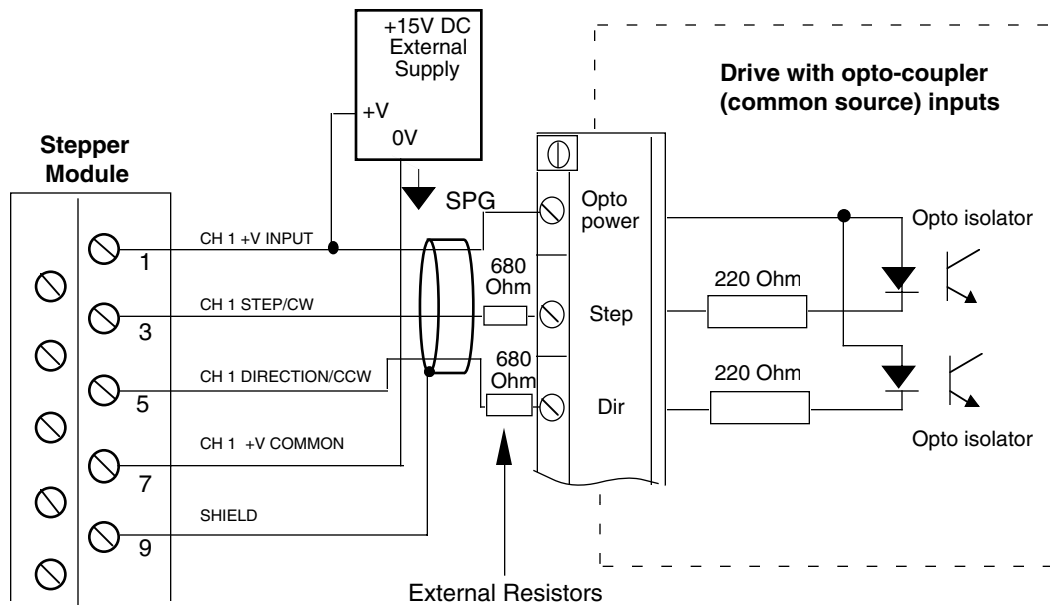 +15V DC
External
Supply
+V
0V
Drive with opto-coupler
(common source) inputs
Stepper
Module
SPG
Opto
power
Opto isolator
CH 1 +V INPUT
1
680
Ohm
220 Ohm
CH 1 STEP/CW
3
Step
680
Ohm
220 Ohm
CH 1 DIRECTION/CCW
5
Dir
Opto isolator
CH 1 +V COMMON
7
SHIELD
9
External Resistors